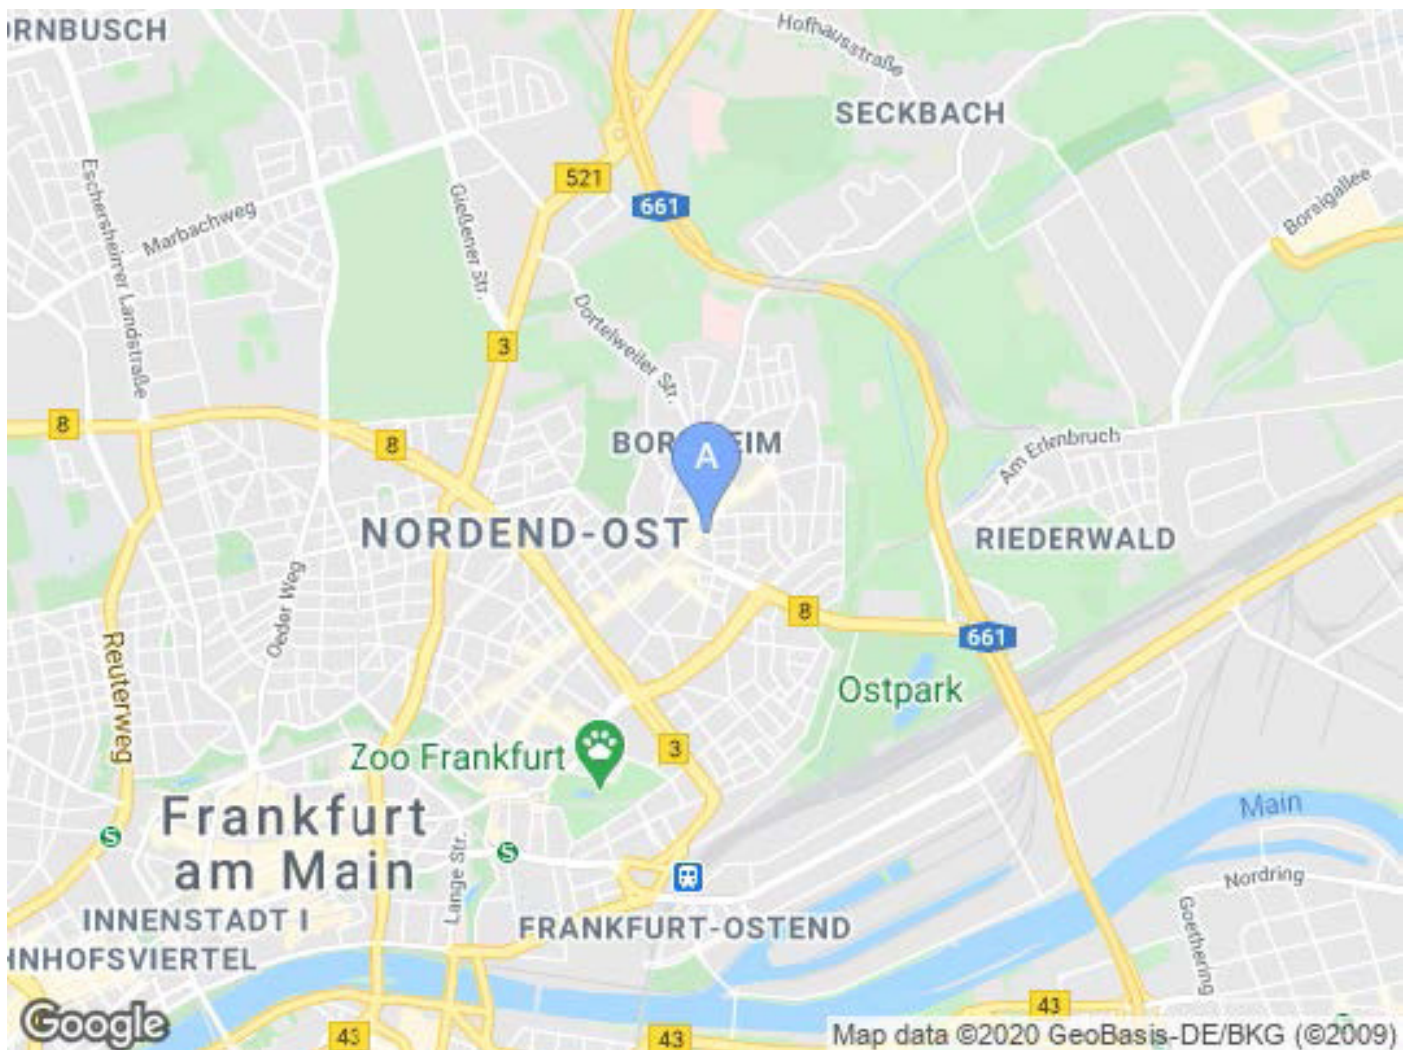 ORNBUSCH
Hofhausstraße
SECKBACH
521
661
Eschersheimer Landstraße
Marbachweg
Gießener Str.
Borsigallee
Dortelweiler Str.
3
8
8
BOR
EIM
A
Am Erlenbruch
NORDEND-OST
RIEDERWALD
Oeder Weg
8
661
Reuterweg
Ostpark
Zoo Frankfurt
3
Frankfurt
am Main
S
S
Lange Str.
Main
Nordring
Goethering
INNENSTADT I
FRANKFURT-OSTEND
HNHOFSVIERTEL
43
43
43
Google
Map data ©2020 GeoBasis-DE/BKG (©2009)